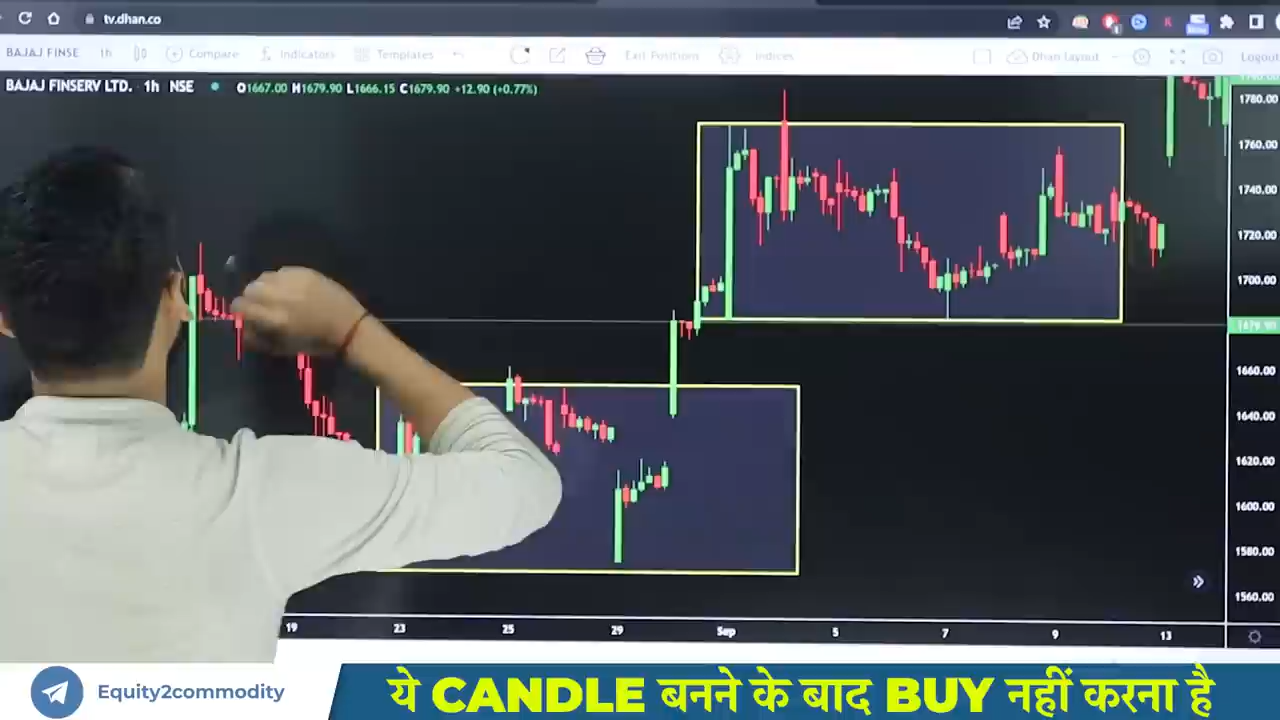 tv.dhan.co
BAJAJ FINSE 1h Compare Indicators Templates Exit Positions Indices Dhan layout Logout
BAJAJ FINSERV LTD. · 1h NSE O1667.00 H1679.90 L1666.15 C1679.90 +12.90 (+0.77%)
1780.00
1760.00
1740.00
1720.00
1700.00
1679.90
1660.00
1640.00
1620.00
1600.00
1580.00
1560.00
19 23 25 29 Sep 5 7 9 13
Equity2commodity
ये CANDLE बनने के बाद BUY नहीं करना है